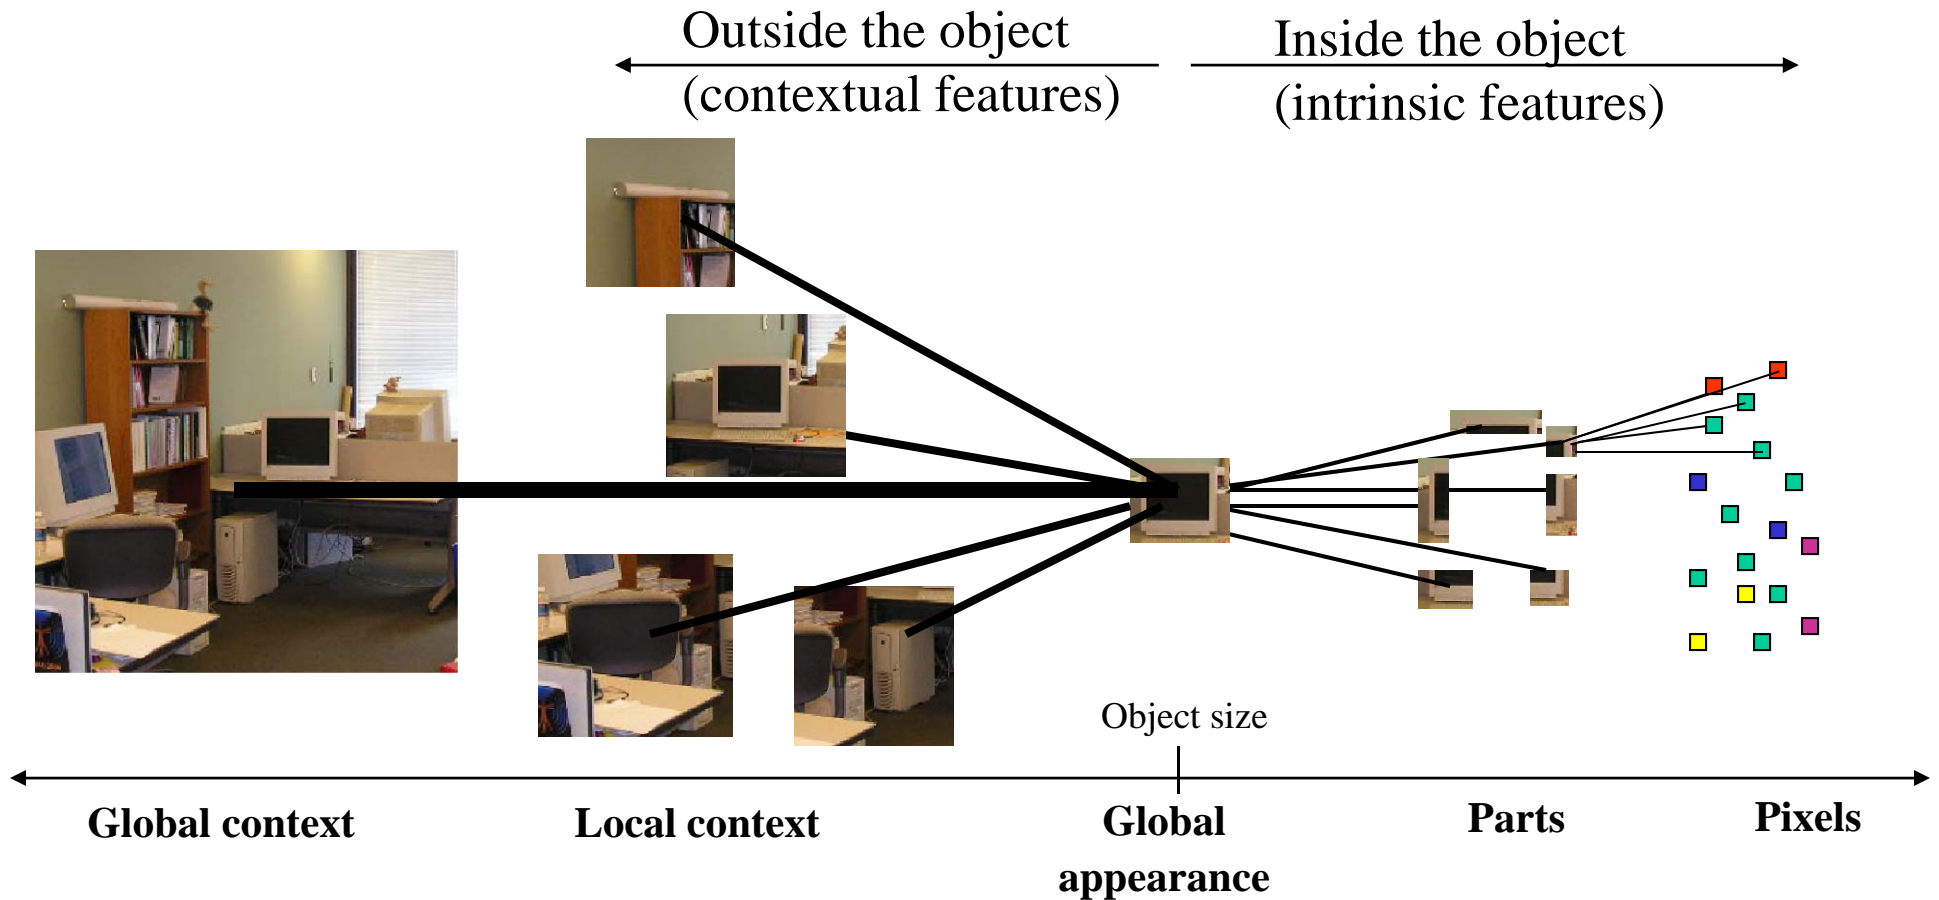 Outside the object
(contextual features)
Inside the object
(intrinsic features)
Object size
Global context
Local context
Global
appearance
Parts
Pixels